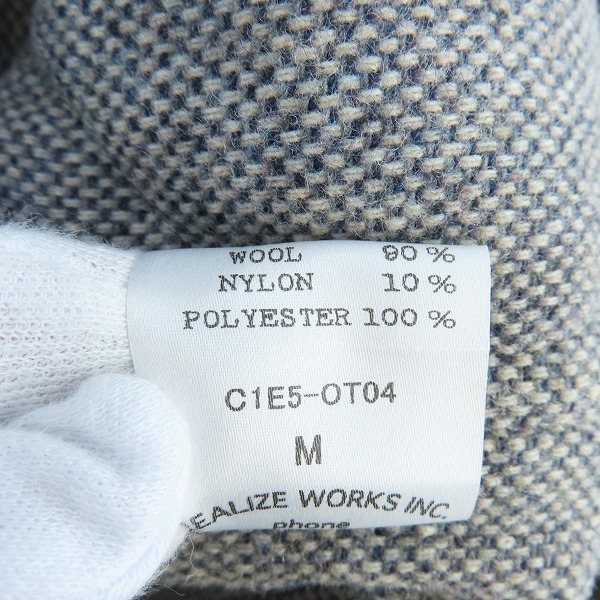 WOOL 90%
NYLON 10%
POLYESTER 100%
C1E5-OT04
M
EALIZE WORKS INC.
phone